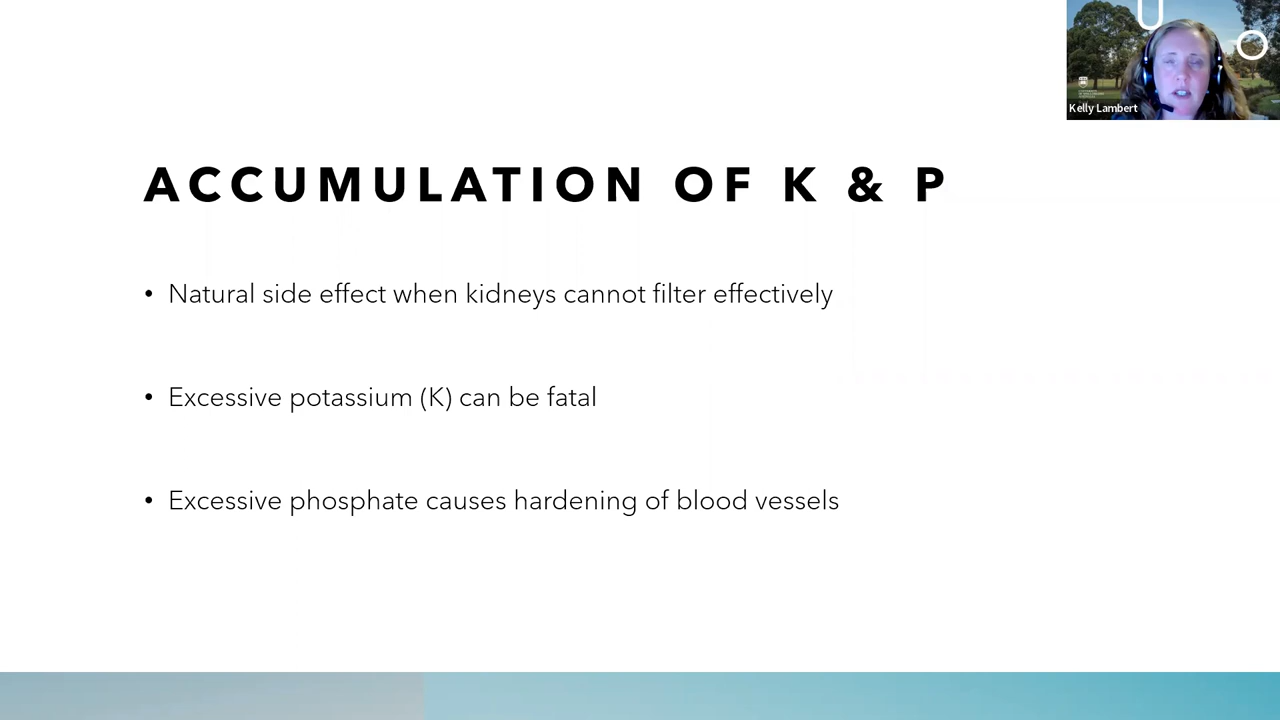 Kelly Lambert
ACCUMULATION OF K & P
• Natural side effect when kidneys cannot filter effectively
• Excessive potassium (K) can be fatal
• Excessive phosphate causes hardening of blood vessels